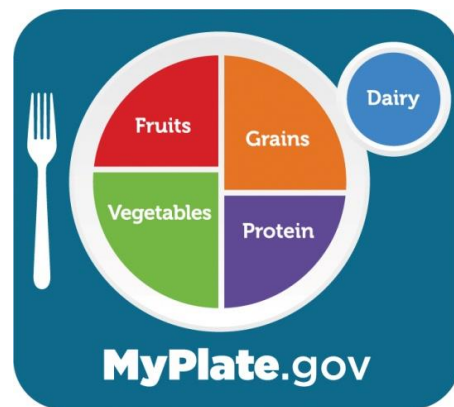 Dairy
Fruits
Grains
Vegetables
Protein
MyPlate.gov